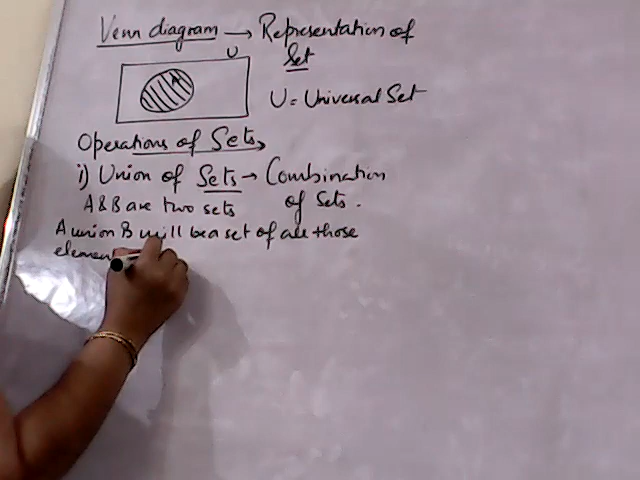 Venn diagram → Representation of
Set
U
A
U = Universal Set
Operations of Sets,
i) Union of Sets → Combination
of Sets.
A & B are two sets
A union B will be a set of all those
element